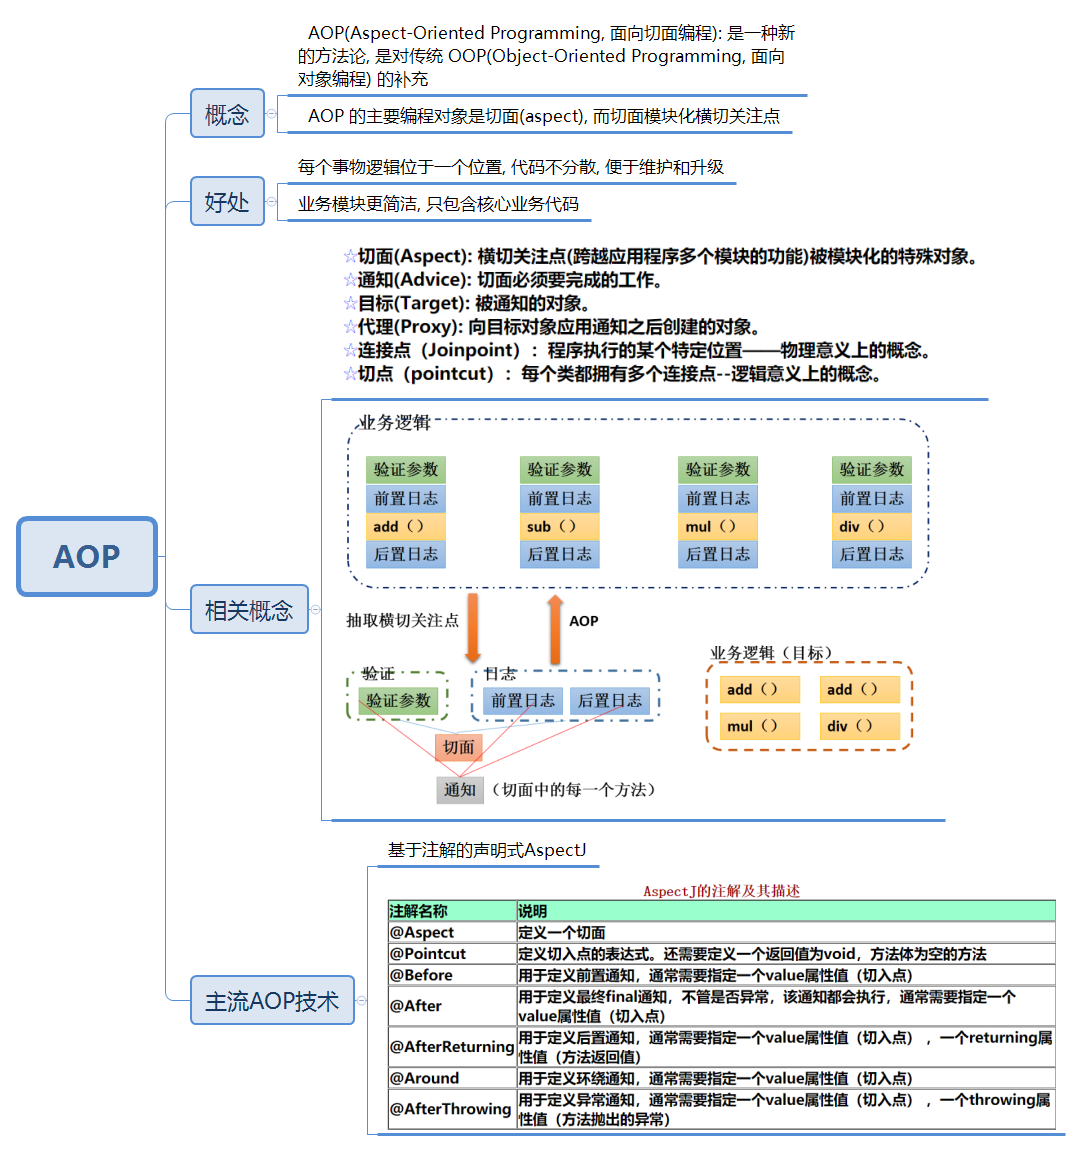 AOP(Aspect-Oriented Programming, 面向切面编程): 是一种新
的方法论, 是对传统 OOP(Object-Oriented Programming, 面向
对象编程) 的补充
概念
AOP 的主要编程对象是切面(aspect), 而切面模块化横切关注点
每个事物逻辑位于一个位置, 代码不分散, 便于维护和升级
好处
业务模块更简洁, 只包含核心业务代码
☆切面(Aspect): 横切关注点(跨越应用程序多个模块的功能)被模块化的特殊对象。
☆通知(Advice): 切面必须要完成的工作。
☆目标(Target): 被通知的对象。
☆代理(Proxy): 向目标对象应用通知之后创建的对象。
☆连接点（Joinpoint）：程序执行的某个特定位置——物理意义上的概念。
☆切点（pointcut）：每个类都拥有多个连接点--逻辑意义上的概念。
业务逻辑
验证参数 验证参数 验证参数 验证参数
前置日志 前置日志 前置日志 前置日志
add（） sub（） mul（） div（）
后置日志 后置日志 后置日志 后置日志
AOP
相关概念
抽取横切关注点 AOP
业务逻辑（目标）
验证 日志
add（） add（）
验证参数 前置日志 后置日志
mul（） div（）
切面
通知（切面中的每一个方法）
基于注解的声明式AspectJ
主流AOP技术
AspectJ的注解及其描述
注解名称 说明
@Aspect 定义一个切面
@Pointcut 定义切入点的表达式。还需要定义一个返回值为void，方法体为空的方法
@Before 用于定义前置通知，通常需要指定一个value属性值（切入点）
@After 用于定义最终final通知，不管是否异常，该通知都会执行，通常需要指定一个
value属性值（切入点）
@AfterReturning 用于定义后置通知，通常需要指定一个value属性值（切入点），一个returning属
性值（方法返回值）
@Around 用于定义环绕通知，通常需要指定一个value属性值（切入点）
@AfterThrowing 用于定义异常通知，通常需要指定一个value属性值（切入点），一个throwing属
性值（方法抛出的异常）